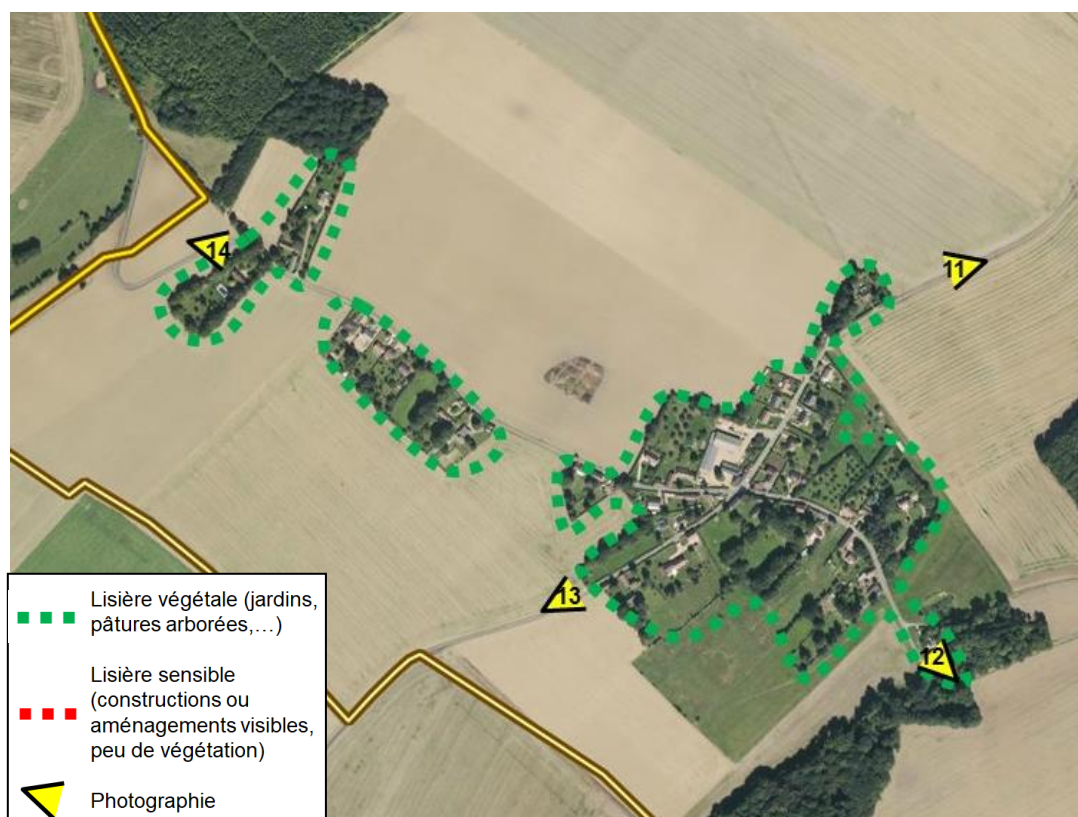 14
11
13
12
Lisière végétale (jardins,
pâtures arborées,…)
Lisière sensible
(constructions ou
aménagements visibles,
peu de végétation)
Photographie